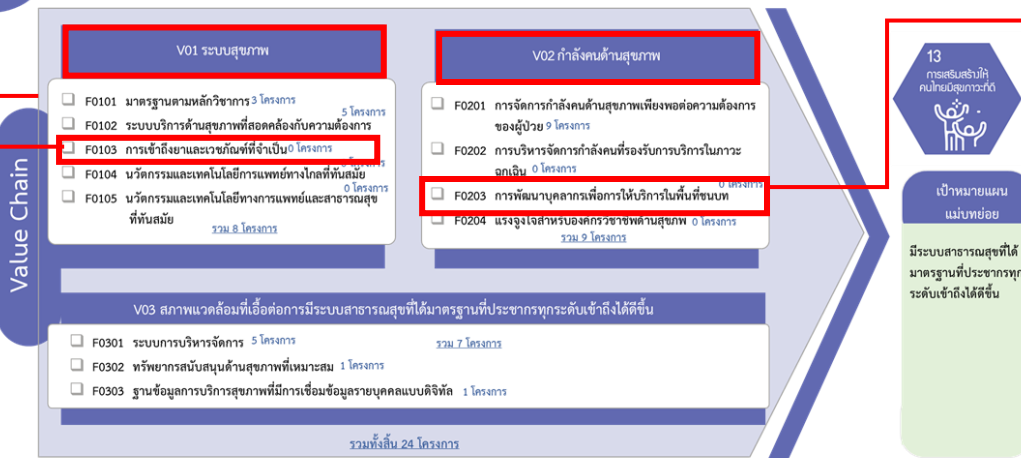 Value Chain
V01 ระบบสุขภาพ
F0101 มาตรฐานตามหลักวิชาการ 3 โครงการ
5 โครงการ
F0102 ระบบบริการด้านสุขภาพที่สอดคล้องกับความต้องการ
F0103 การเข้าถึงยาและเวชภัณฑ์ที่จำเป็น 0 โครงการ
F0104 นวัตกรรมและเทคโนโลยีการแพทย์ทางไกลที่ทันสมัย
0 โครงการ
F0105 นวัตกรรมและเทคโนโลยีทางการแพทย์และสาธารณสุข
ที่ทันสมัย
รวม 8 โครงการ
V02 กำลังคนด้านสุขภาพ
F0201 การจัดการกำลังคนด้านสุขภาพเพียงพอต่อความต้องการ
ของผู้ป่วย 9 โครงการ
F0202 การบริหารจัดการกำลังคนที่รองรับการบริการในภาวะ
ฉุกเฉิน 0 โครงการ
0 โครงการ
F0203 การพัฒนาบุคลากรเพื่อการให้บริการในพื้นที่ชนบท
F0204 แรงจูงใจสำหรับองค์กรวิชาชีพด้านสุขภาพ 0 โครงการ
รวม 9 โครงการ
V03 สภาพแวดล้อมที่เอื้อต่อการมีระบบสาธารณสุขที่ได้มาตรฐานที่ประชากรทุกระดับเข้าถึงได้ดีขึ้น
F0301 ระบบการบริหารจัดการ 5 โครงการ
รวม 7 โครงการ
F0302 ทรัพยากรสนับสนุนด้านสุขภาพที่เหมาะสม 1 โครงการ
F0303 ฐานข้อมูลการบริการสุขภาพที่มีการเชื่อมข้อมูลรายบุคคลแบบดิจิทัล 1 โครงการ
รวมทั้งสิ้น 24 โครงการ
13
การเสริมสร้างให้
คนไทยมีสุขภาวะที่ดี
เป้าหมายแผน
แม่บทย่อย
มีระบบสาธารณสุขที่ได้
มาตรฐานที่ประชากรทุก
ระดับเข้าถึงได้ดีขึ้น